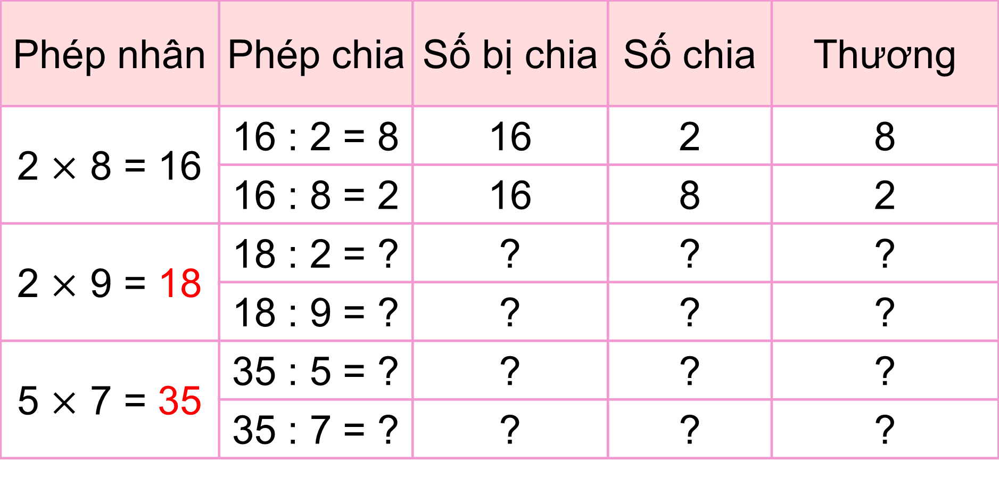 Phép nhân Phép chia Số bị chia Số chia Thương
2 × 8 = 16
16 : 2 = 8 16 2 8
16 : 8 = 2 16 8 2
2 × 9 = 18
18 : 2 = ? ? ? ?
18 : 9 = ? ? ? ?
5 × 7 = 35
35 : 5 = ? ? ? ?
35 : 7 = ? ? ? ?